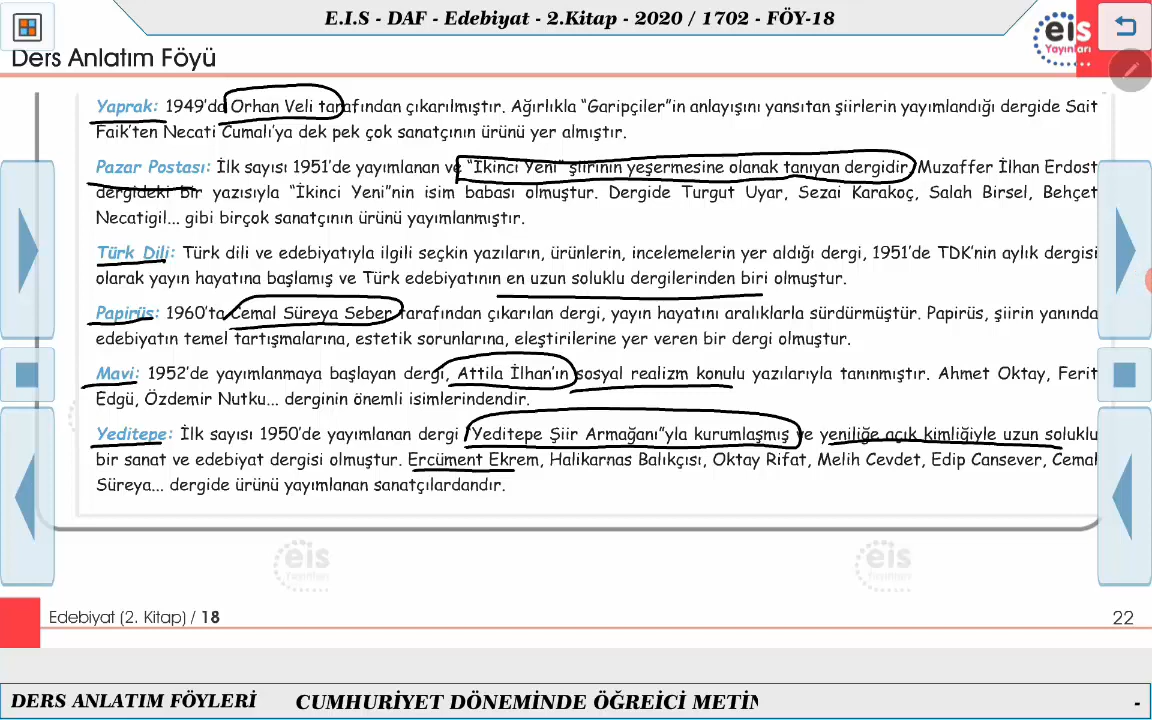 E.I.S - DAF - Edebiyat - 2.Kitap - 2020 / 1702 - FÖY-18
eis
Yayınları
Ders Anlatım Föyü
Yaprak: 1949’da Orhan Veli tarafından çıkarılmıştır. Ağırlıkla “Garipçiler”in anlayışını yansıtan şiirlerin yayımlandığı dergide Sait
Faik’ten Necati Cumalı’ya dek pek çok sanatçının ürünü yer almıştır.
Pazar Postası: İlk sayısı 1951’de yayımlanan ve “İkinci Yeni” şiirinin yeşermesine olanak tanıyan dergidir. Muzaffer İlhan Erdost
dergideki bir yazısıyla “İkinci Yeni”nin isim babası olmuştur. Dergide Turgut Uyar, Sezai Karakoç, Salah Birsel, Behçet
Necatigil... gibi birçok sanatçının ürünü yayımlanmıştır.
Türk Dili: Türk dili ve edebiyatıyla ilgili seçkin yazıların, ürünlerin, incelemelerin yer aldığı dergi, 1951’de TDK’nin aylık dergisi
olarak yayın hayatına başlamış ve Türk edebiyatının en uzun soluklu dergilerinden biri olmuştur.
Papirüs: 1960’ta Cemal Süreya Seber tarafından çıkarılan dergi, yayın hayatını aralıklarla sürdürmüştür. Papirüs, şiirin yanında
edebiyatın temel tartışmalarına, estetik sorunlarına, eleştirilerine yer veren bir dergi olmuştur.
Mavi: 1952’de yayımlanmaya başlayan dergi, Attila İlhan’ın sosyal realizm konulu yazılarıyla tanınmıştır. Ahmet Oktay, Ferit
Edgü, Özdemir Nutku... derginin önemli isimlerindendir.
Yeditepe: İlk sayısı 1950’de yayımlanan dergi “Yeditepe Şiir Armağanı”yla kurumlaşmış ve yeniliğe açık kimliğiyle uzun soluklu
bir sanat ve edebiyat dergisi olmuştur. Ercüment Ekrem, Halikarnas Balıkçısı, Oktay Rifat, Melih Cevdet, Edip Cansever, Cemal
Süreya... dergide ürünü yayımlanan sanatçılardandır.
eis
Yayınları
eis
Yayınları
Edebiyat (2. Kitap) / 18
22
DERS ANLATIM FÖYLERİ CUMHURİYET DÖNEMİNDE ÖĞREİCİ METİN -